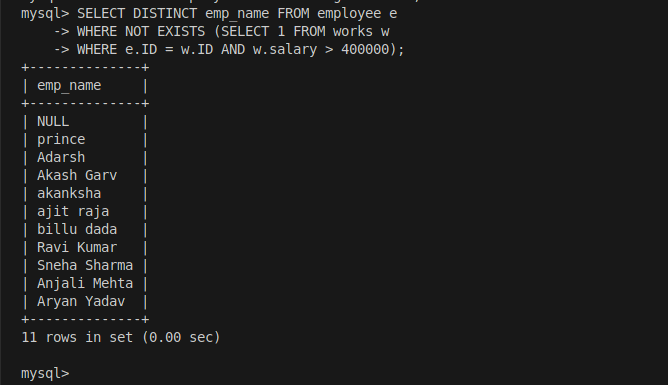 mysql> SELECT DISTINCT emp_name FROM employee e
    -> WHERE NOT EXISTS (SELECT 1 FROM works w
    -> WHERE e.ID = w.ID AND w.salary > 400000);
+--------------+
| emp_name     |
+--------------+
| NULL         |
| prince       |
| Adarsh       |
| Akash Garv   |
| akanksha     |
| ajit raja    |
| billu dada   |
| Ravi Kumar   |
| Sneha Sharma |
| Anjali Mehta |
| Aryan Yadav  |
+--------------+
11 rows in set (0.00 sec)
mysql>